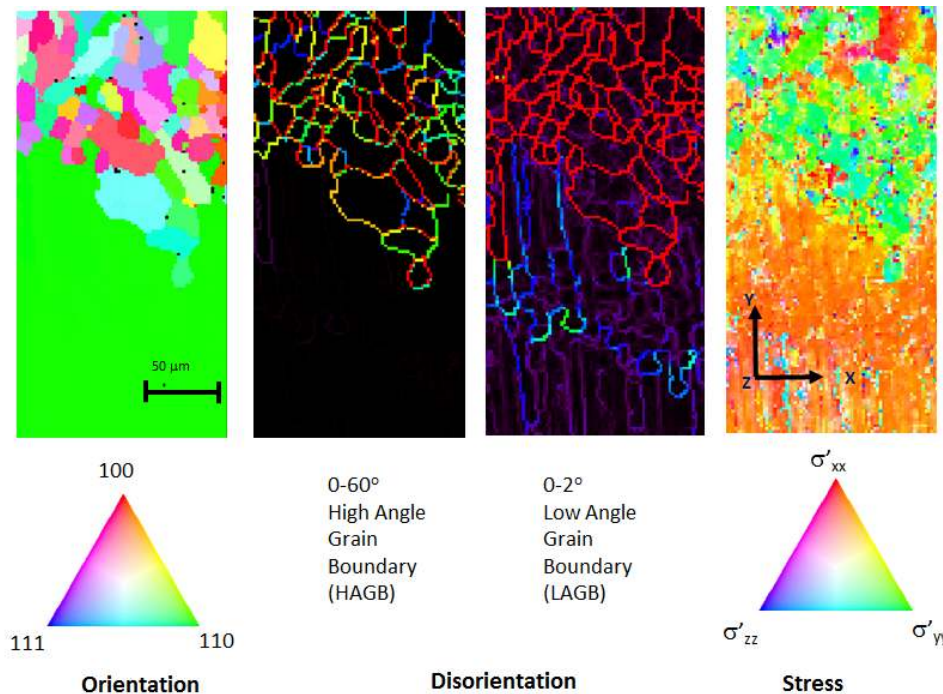 50 µm
Y
Z
X
100
111
110
0-60°
High Angle
Grain
Boundary
(HAGB)
0-2°
Low Angle
Grain
Boundary
(LAGB)
σ'xx
σ'zz
σ'yy
Orientation
Disorientation
Stress